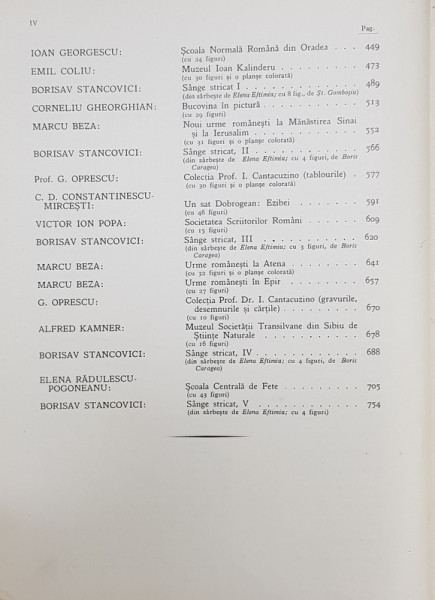 IV
Pag.
IOAN GEORGESCU: Școala Normală Română din Oradea . . . 449
(cu 24 figuri)
EMIL COLIU: Muzeul Ioan Kalinderu . . . . . . . . . 473
(cu 30 figuri și o planșe colorată)
BORISAV STANCOVICI: Sânge stricat I . . . . . . . . . . . . 489
(din sârbește de Elena Eftimiu; cu 8 fig., de Șt. Gomboșiu)
CORNELIU GHEORGHIAN: Bucovina în pictură . . . . . . . . . . 513
(cu 29 figuri)
MARCU BEZA: Noui urme românești la Mănăstirea Sinai
și la Ierusalim . . . . . . . . . . . . 552
(cu 31 figuri și o planșe colorată)
BORISAV STANCOVICI: Sânge stricat, II . . . . . . . . . . . 566
(din sârbește de Elena Eftimiu; cu 4 figuri, de Boris
Caragea)
Prof. G. OPRESCU: Colecția Prof. I. Cantacuzino (tablourile) . 577
(cu 30 figuri și o planșe colorată)
C. D. CONSTANTINESCU-
MIRCEȘTI: Un sat Dobrogean: Ezibei . . . . . . . 591
(cu 46 figuri)
VICTOR ION POPA: Societatea Scriitorilor Români . . . . . 609
(cu 15 figuri)
BORISAV STANCOVICI: Sânge stricat, III . . . . . . . . . . . 620
(din sârbește de Elena Eftimiu; cu 3 figuri, de Boris
Caragea)
MARCU BEZA: Urme românești la Atena . . . . . . . . 641
(cu 32 figuri și o planșe colorată)
MARCU BEZA: Urme românești în Epir . . . . . . . . 657
(cu 27 figuri)
G. OPRESCU: Colecția Prof. Dr. I. Cantacuzino (gravurile,
desemnurile și cărțile) . . . . . . . . . 670
(cu 10 figuri)
ALFRED KAMNER: Muzeul Societății Transilvane din Sibiu de
Științe Naturale . . . . . . . . . . . 678
(cu 16 figuri)
BORISAV STANCOVICI: Sânge stricat, IV . . . . . . . . . . . 688
(din sârbește de Elena Eftimiu; cu 4 figuri, de Boris
Caragea)
ELENA RĂDULESCU-
POGONEANU: Școala Centrală de Fete . . . . . . . . 705
(cu 43 figuri)
BORISAV STANCOVICI: Sânge stricat, V . . . . . . . . . . . 754
(din sârbește de Elena Eftimiu; cu 4 figuri)